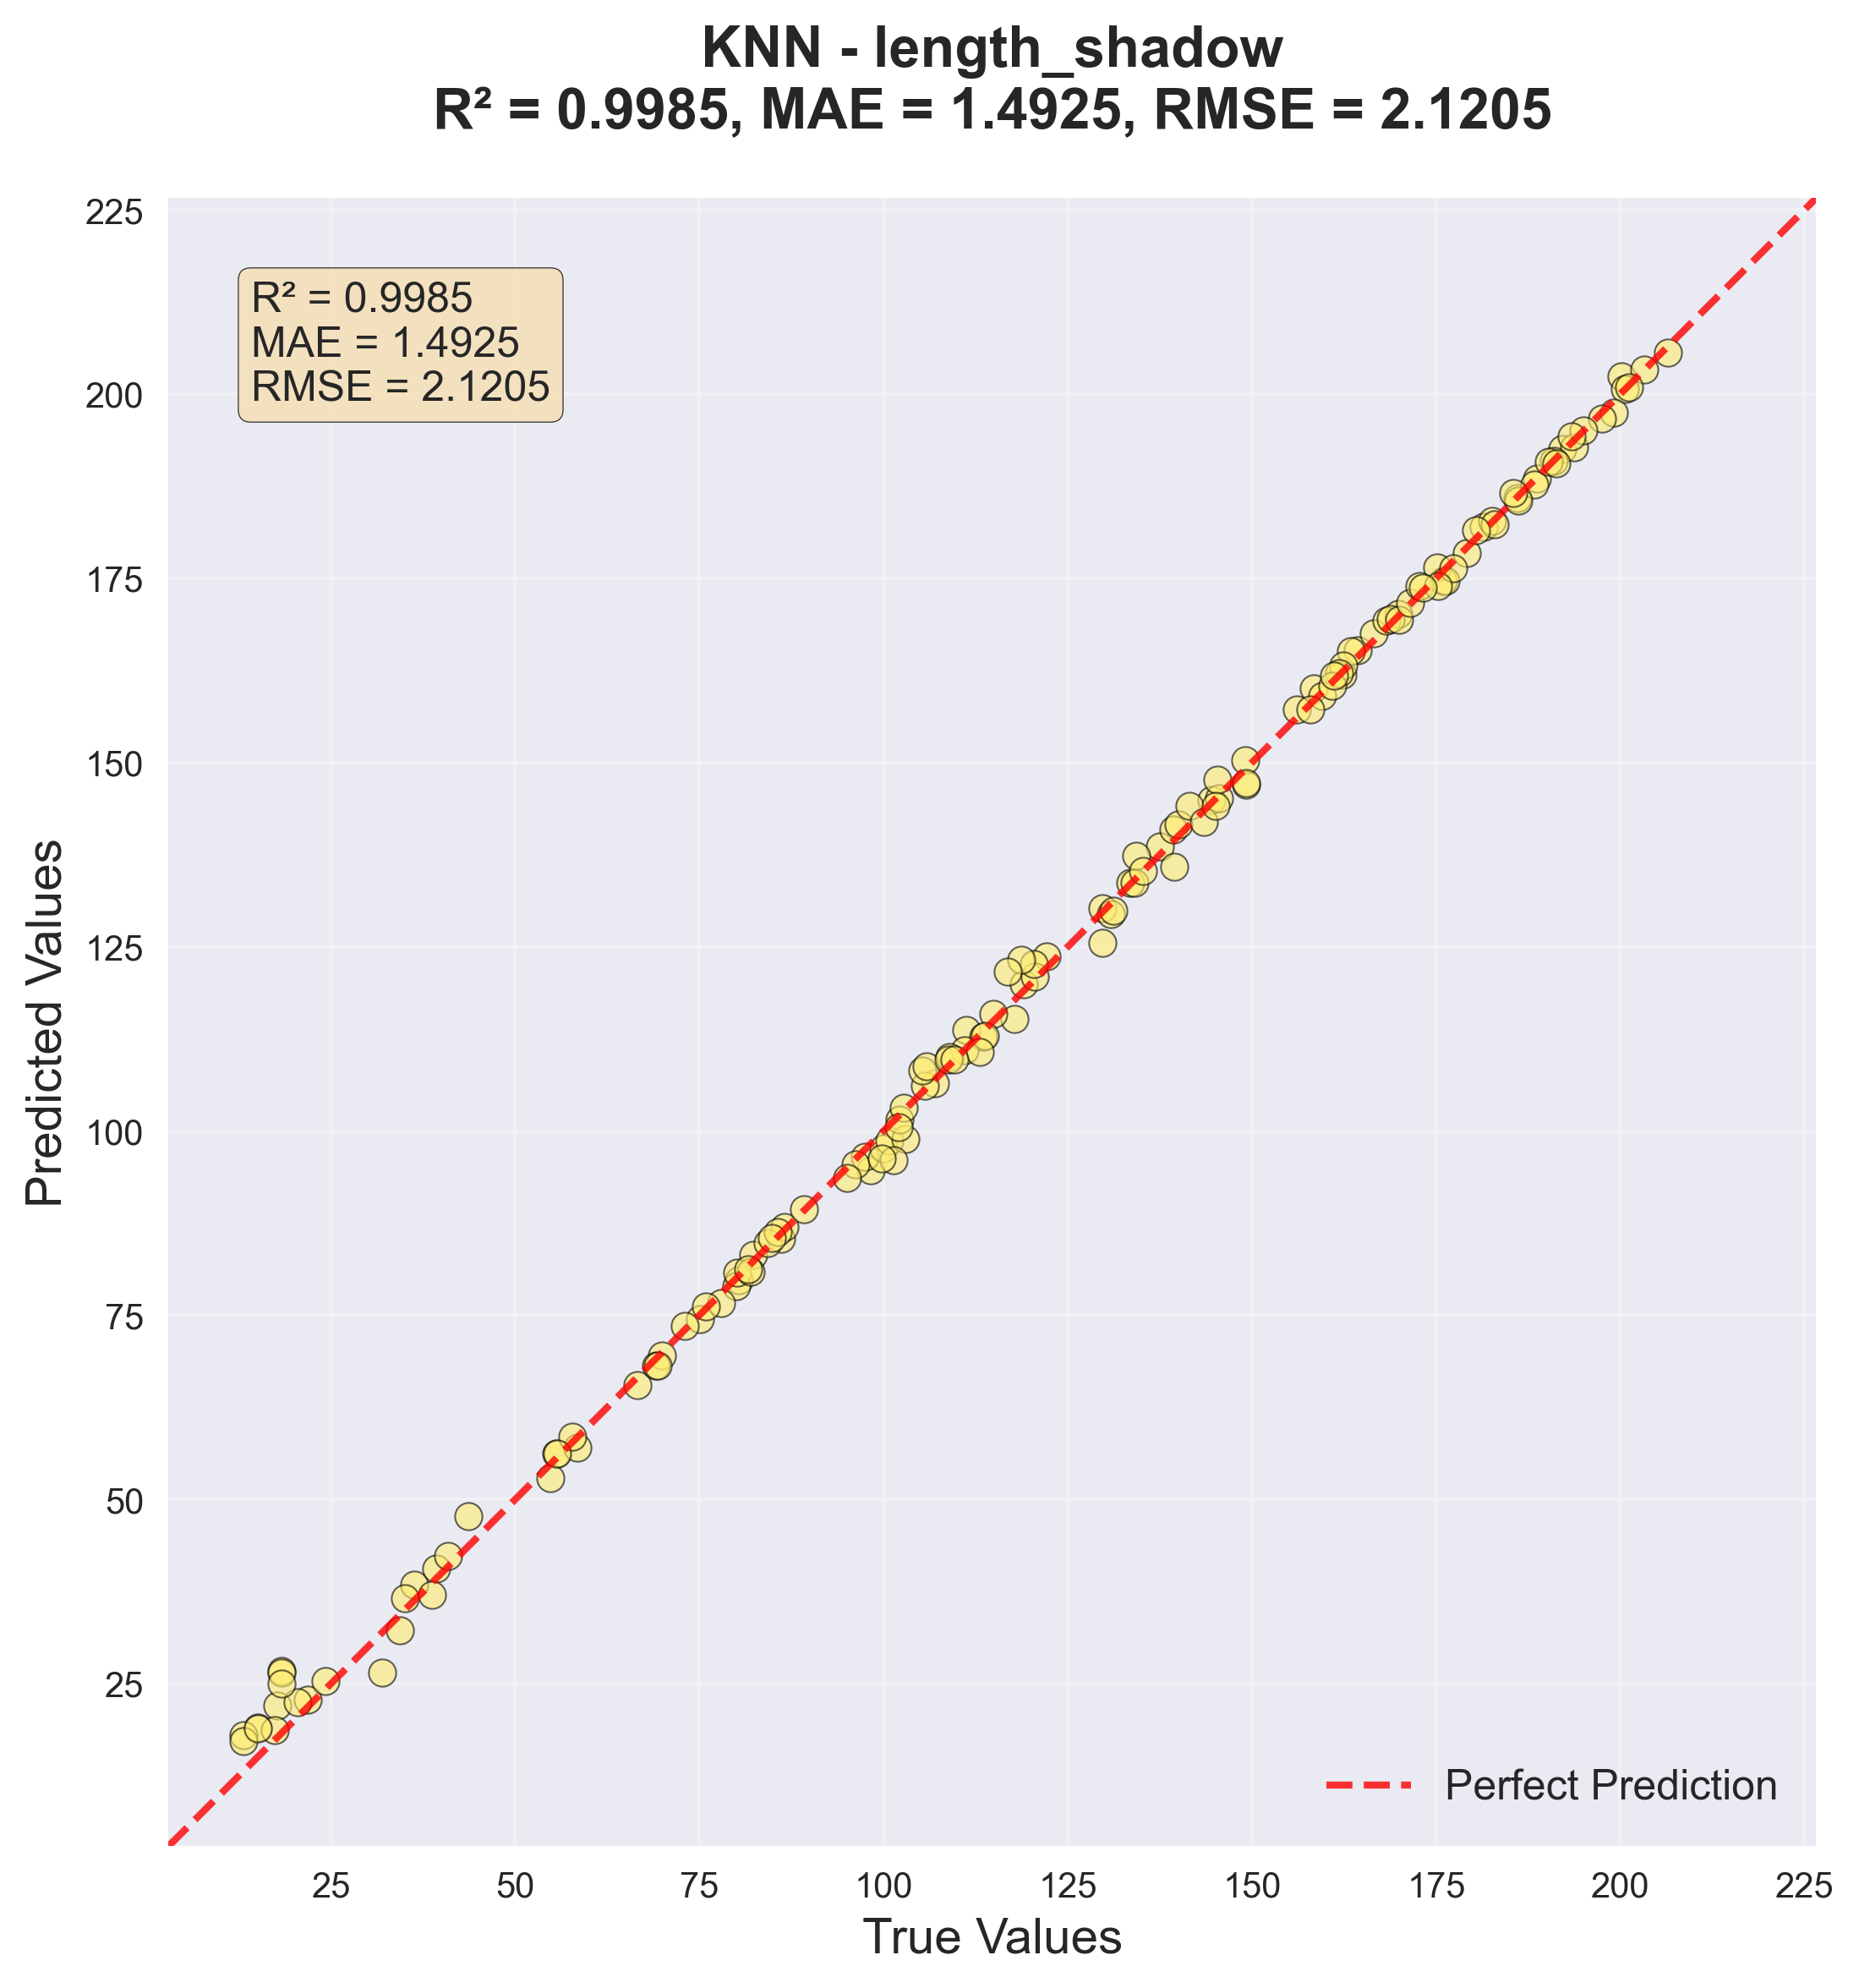 KNN - length_shadow
R² = 0.9985, MAE = 1.4925, RMSE = 2.1205
225
200
175
150
125
100
75
50
25
R² = 0.9985
MAE = 1.4925
RMSE = 2.1205
Predicted Values
Perfect Prediction
25 50 75 100 125 150 175 200 225
True Values